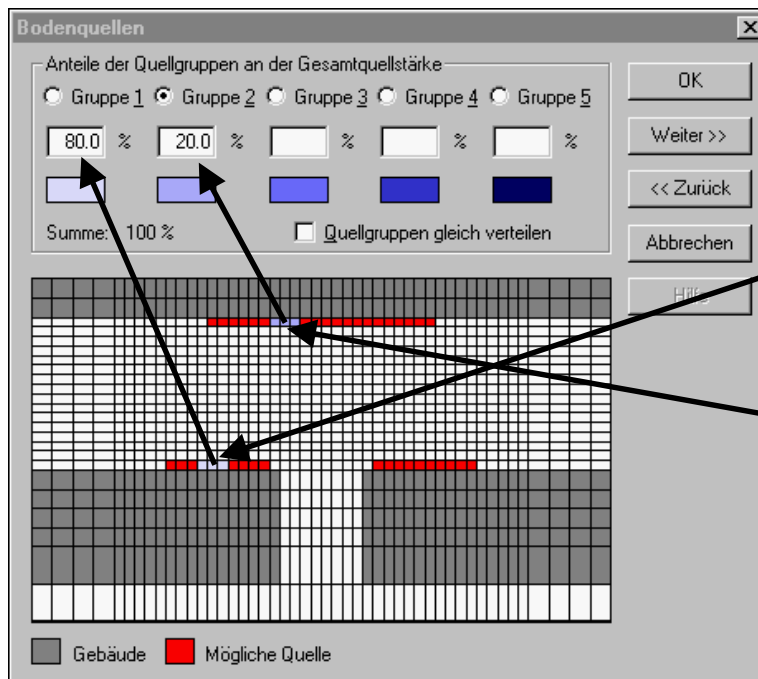 Bodenquellen
Anteile der Quellgruppen an der Gesamtquellstärke
Gruppe 1 Gruppe 2 Gruppe 3 Gruppe 4 Gruppe 5
80.0 % 20.0 % % % %
Summe: 100 % Quellgruppen gleich verteilen
OK
Weiter >>
<< Zurück
Abbrechen
Hilfe
Gebäude Mögliche Quelle